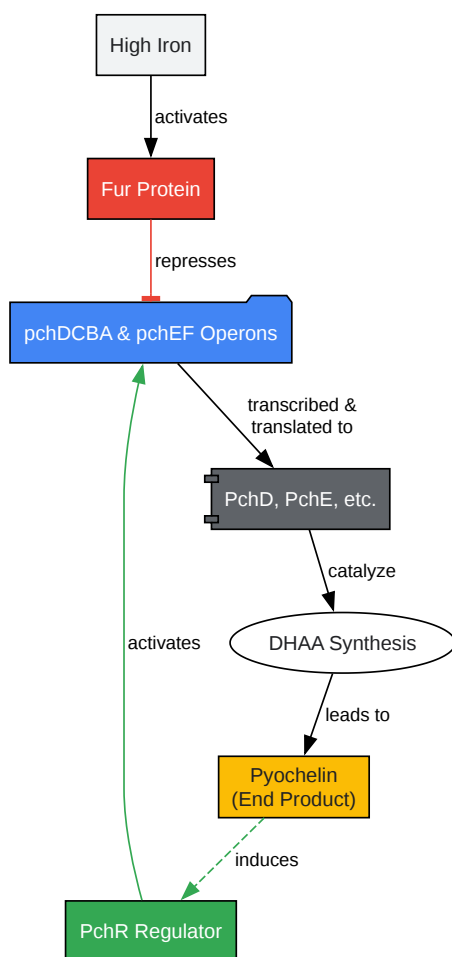 High Iron
activates
Fur Protein
represses
pchDCBA & pchEF Operons
transcribed &
translated to
PchD, PchE, etc.
catalyze
DHAA Synthesis
activates
leads to
Pyochelin
(End Product)
induces
PchR Regulator